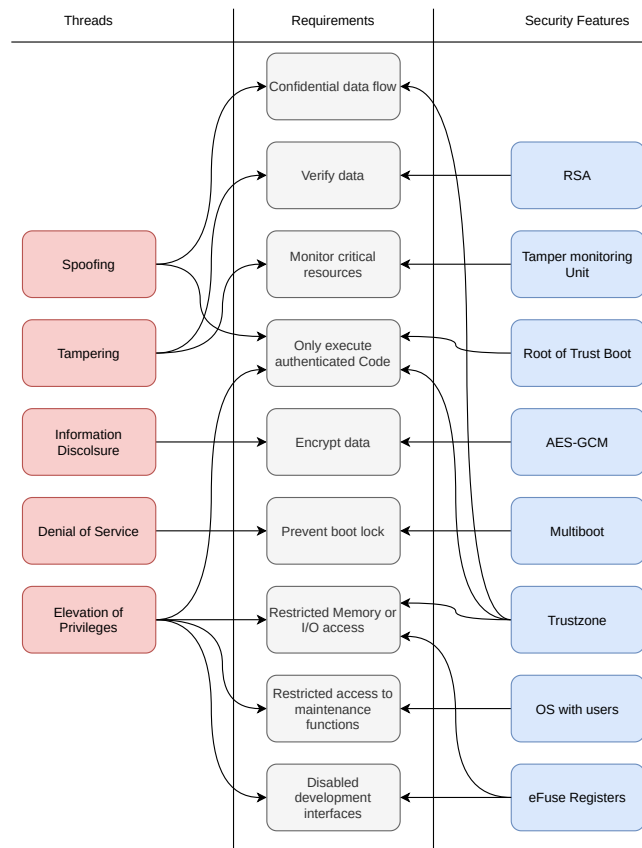 Threads
Requirements
Security Features
Confidential data flow
Verify data
RSA
Spoofing
Monitor critical
resources
Tamper monitoring
Unit
Tampering
Only execute
authenticated Code
Root of Trust Boot
Information
Discolsure
Encrypt data
AES-GCM
Denial of Service
Prevent boot lock
Multiboot
Elevation of
Privileges
Restricted Memory or
I/O access
Trustzone
Restricted access to
maintenance
functions
OS with users
Disabled
development
interfaces
eFuse Registers